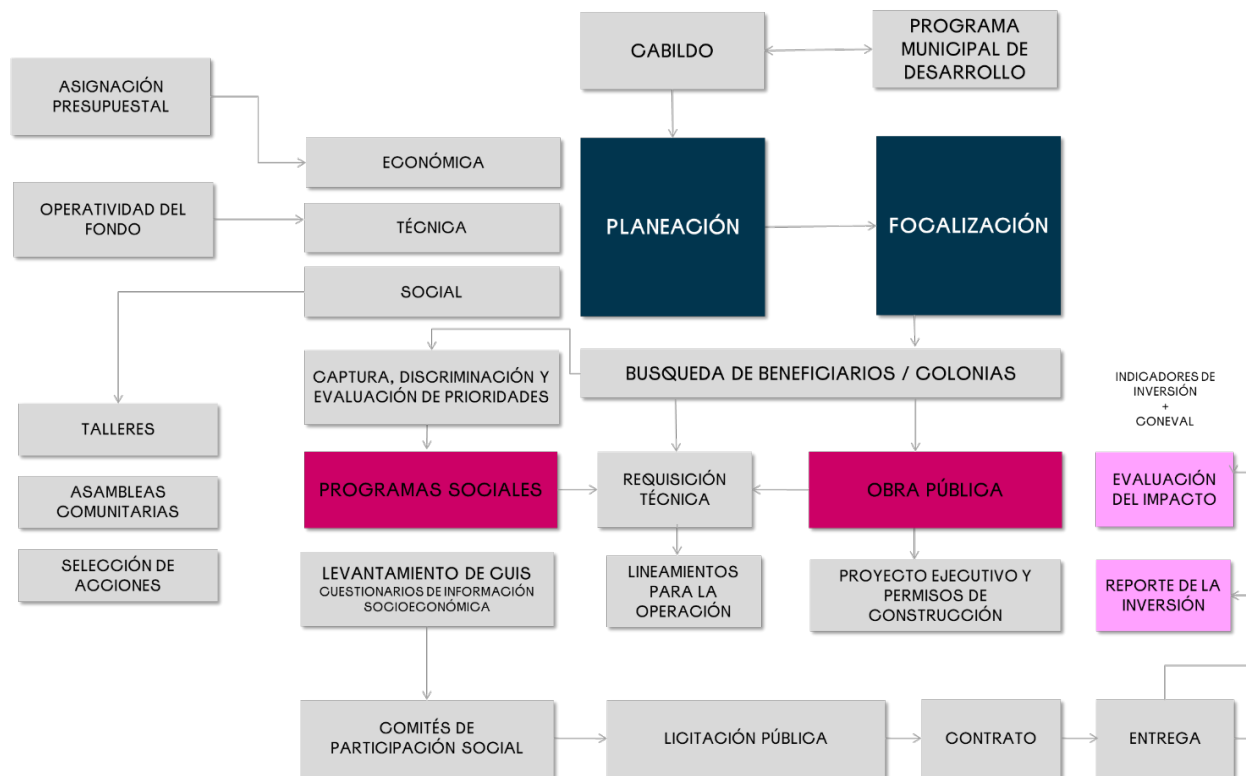 CABILDO
PROGRAMA
MUNICIPAL DE
DESARROLLO
ASIGNACIÓN
PRESUPUESTAL
ECONÓMICA
OPERATIVIDAD DEL
FONDO
TÉCNICA
SOCIAL
PLANEACIÓN
FOCALIZACIÓN
CAPTURA, DISCRIMINACIÓN Y
EVALUACIÓN DE PRIORIDADES
BUSQUEDA DE BENEFICIARIOS / COLONIAS
INDICADORES DE
INVERSIÓN
+
CONEVAL
TALLERES
ASAMBLEAS
COMUNITARIAS
SELECCIÓN DE
ACCIONES
PROGRAMAS SOCIALES
REQUISICIÓN
TÉCNICA
OBRA PÚBLICA
EVALUACIÓN
DEL IMPACTO
LEVANTAMIENTO DE CUIS
CUESTIONARIOS DE INFORMACIÓN
SOCIOECONÓMICA
LINEAMIENTOS
PARA LA
OPERACIÓN
PROYECTO EJECUTIVO Y
PERMISOS DE
CONSTRUCCIÓN
REPORTE DE LA
INVERSIÓN
COMITÉS DE
PARTICIPACIÓN SOCIAL
LICITACIÓN PÚBLICA
CONTRATO
ENTREGA